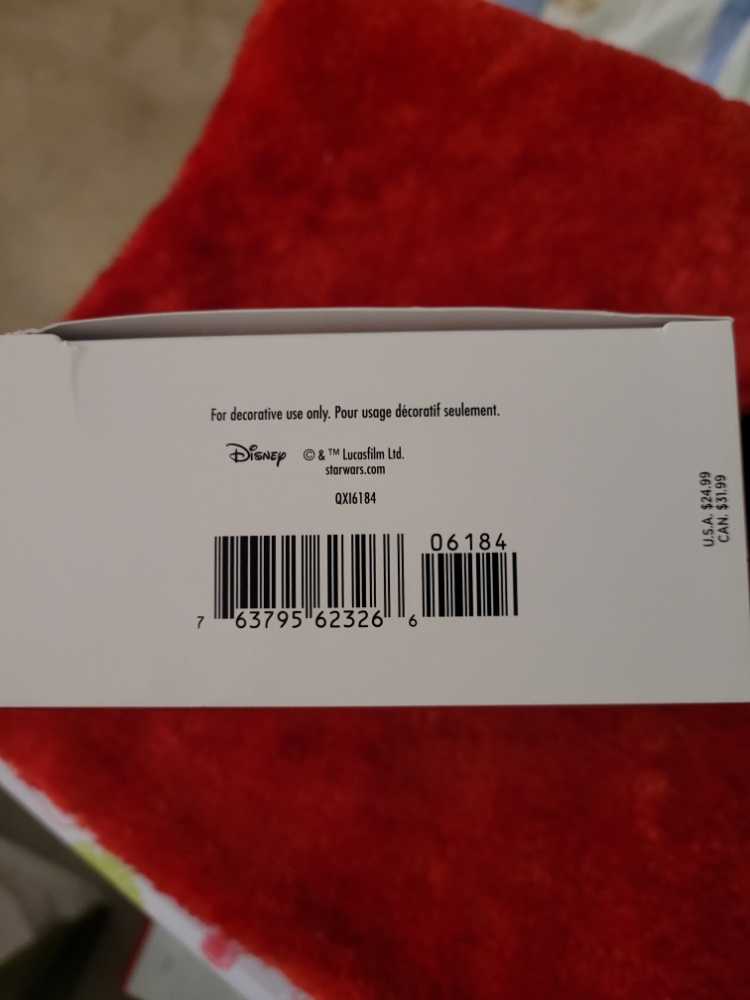 For decorative use only. Pour usage décoratif seulement.
Disney © & ™ Lucasfilm Ltd.
starwars.com
QXI6184
06184
7 63795 62326 6
U.S.A. $24.99
CAN. $31.99